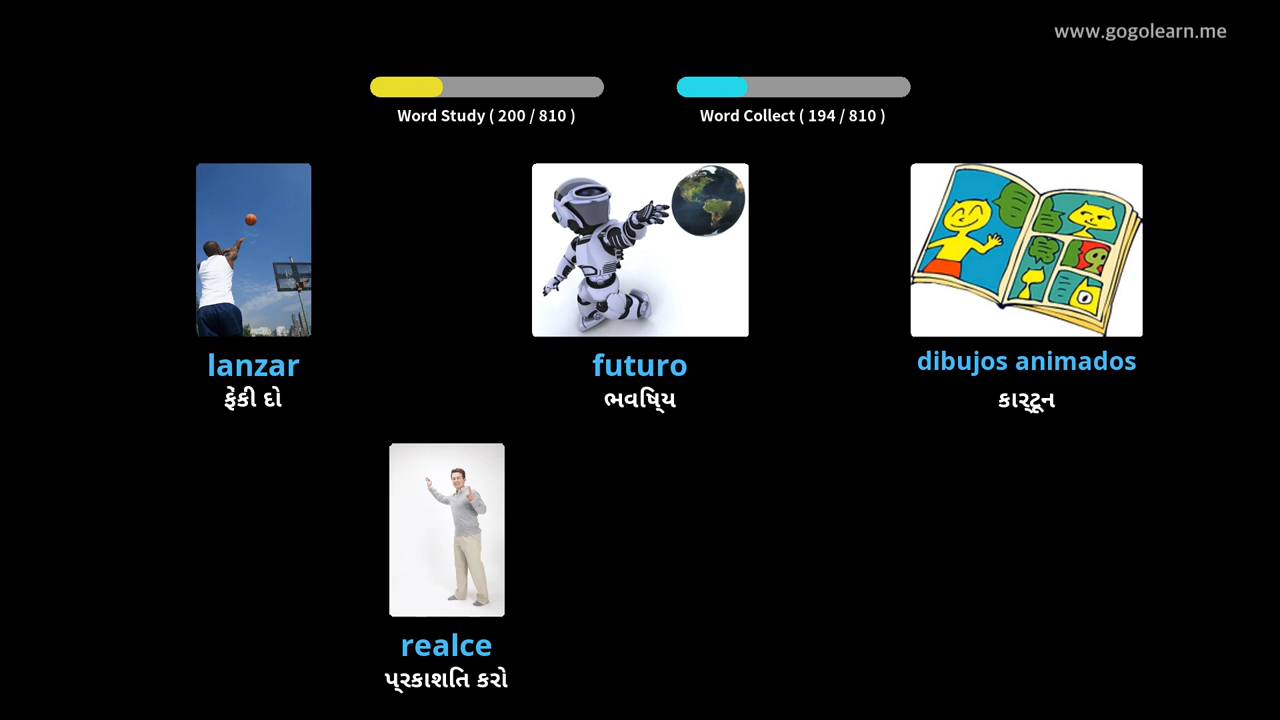 www.gogolearn.me
Word Study ( 200 / 810 )
Word Collect ( 194 / 810 )
lanzar
ફેંકી દો
futuro
ભવિષ્ય
dibujos animados
કાર્ટૂન
realce
પ્રકાશિત કરો